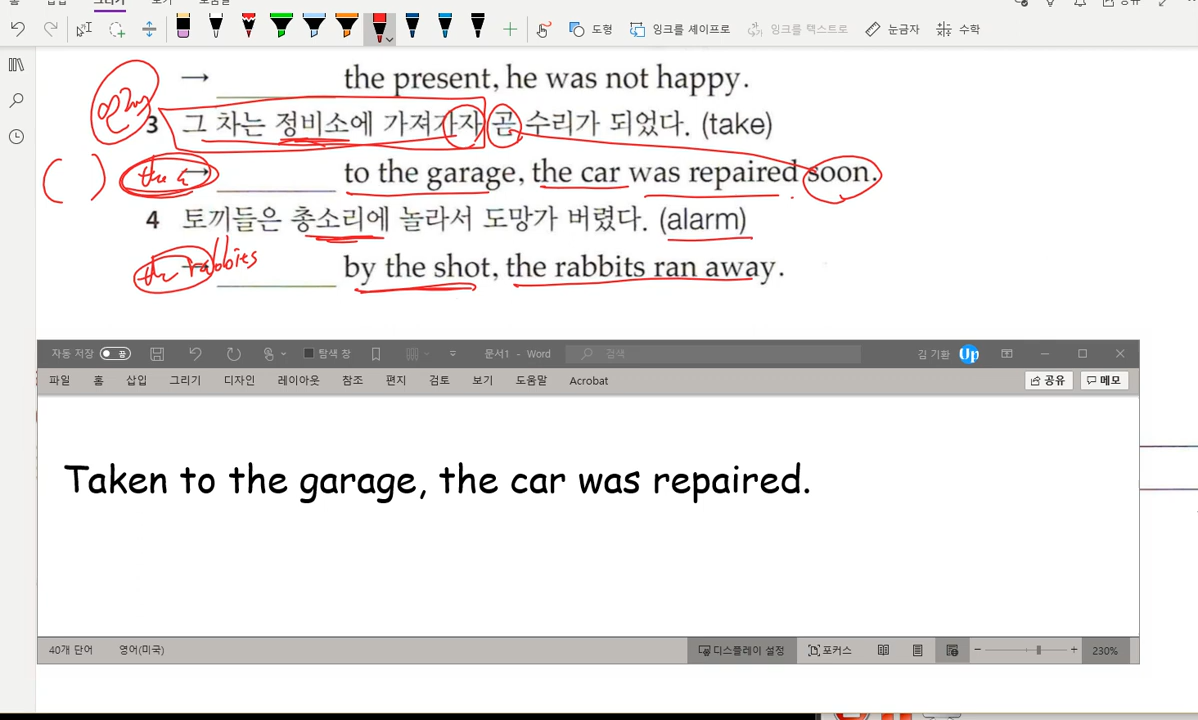 도형
잉크를 셰이프로
잉크를 텍스트로
눈금자
수학
→ ________ the present, he was not happy.
3 그 차는 정비소에 가져가자 곧 수리가 되었다. (take)
( ) the c → ________ to the garage, the car was repaired soon.
4 토끼들은 총소리에 놀라서 도망가 버렸다. (alarm)
the rabbies ________ by the shot, the rabbits ran away.
자동 저장 끔 탐색 창 문서1 - Word 검색 김 기환 Up
파일 홈 삽입 그리기 디자인 레이아웃 참조 편지 검토 보기 도움말 Acrobat 공유 메모
Taken to the garage, the car was repaired.
40개 단어 영어(미국) 디스플레이 설정 포커스 - + 230%